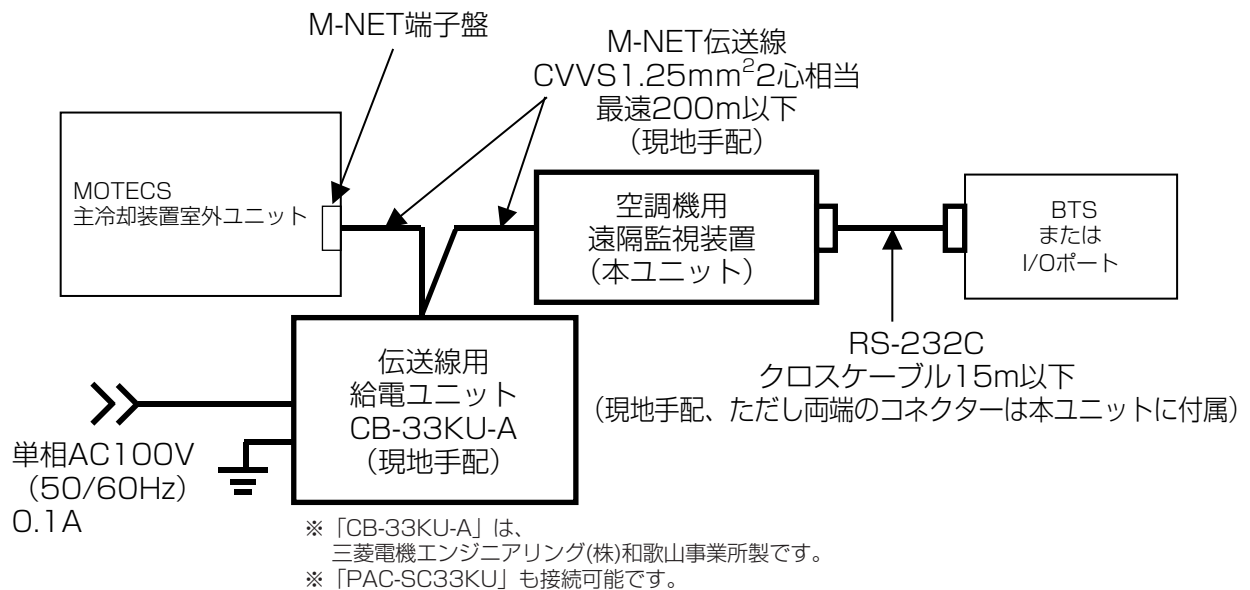 M-NET端子盤
M-NET伝送線
CVVS1.25mm²2心相当
最遠200m以下
(現地手配)
MOTECS
主冷却装置室外ユニット
空調機用
遠隔監視装置
(本ユニット)
BTS
または
I/Oポート
RS-232C
クロスケーブル15m以下
(現地手配、ただし両端のコネクターは本ユニットに付属)
伝送線用
給電ユニット
CB-33KU-A
(現地手配)
単相AC100V
(50/60Hz)
0.1A
※「CB-33KU-A」は、
三菱電機エンジニアリング(株)和歌山事業所製です。
※「PAC-SC33KU」も接続可能です。